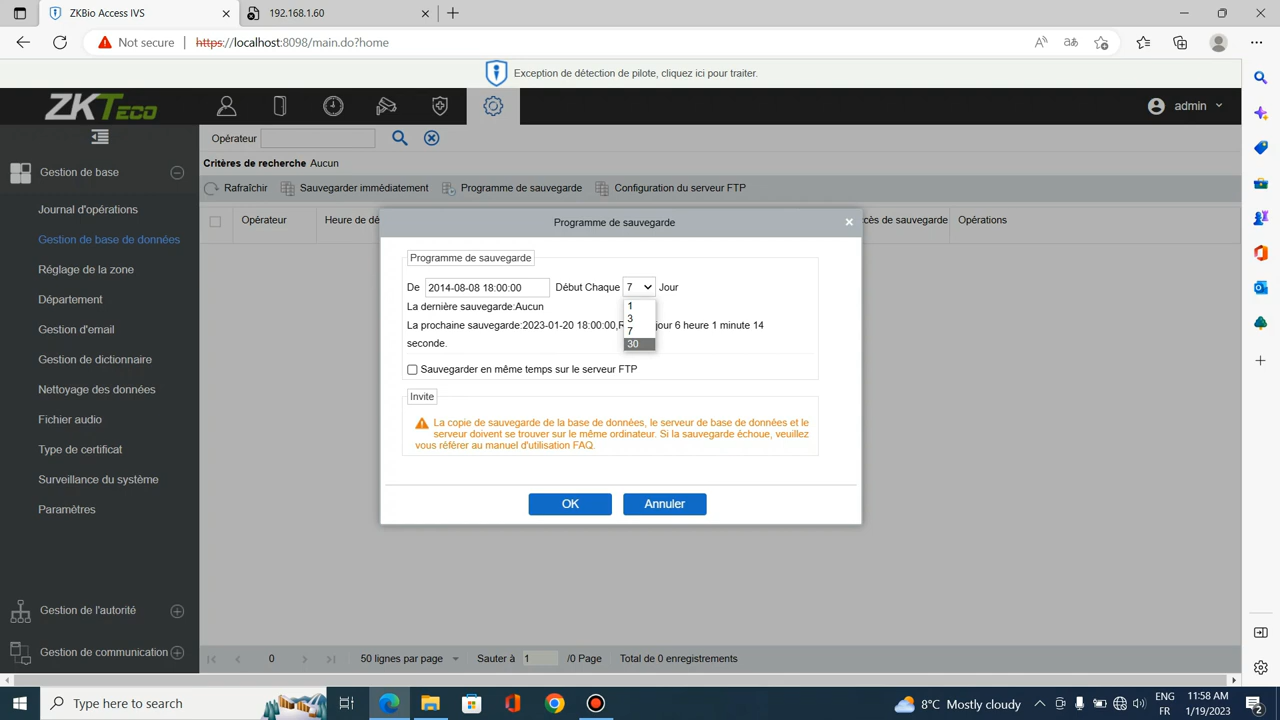 ZKBio Access IVS
192.168.1.60
Not secure
https://localhost:8098/main.do?home
Exception de détection de pilote, cliquez ici pour traiter.
ZKTeco
admin
Opérateur
Critères de recherche Aucun
Rafraîchir
Sauvegarder immédiatement
Programme de sauvegarde
Configuration du serveur FTP
Opérateur
Heure de dé
cès de sauvegarde
Opérations
Gestion de base
Journal d'opérations
Gestion de base de données
Réglage de la zone
Département
Gestion d'email
Gestion de dictionnaire
Nettoyage des données
Fichier audio
Type de certificat
Surveillance du système
Paramètres
Gestion de l'autorité
Gestion de communication
Programme de sauvegarde
Programme de sauvegarde
De 2014-08-08 18:00:00 Début Chaque 7 Jour
1
3
7
30
La dernière sauvegarde:Aucun
La prochaine sauvegarde:2023-01-20 18:00:00,R jour 6 heure 1 minute 14
seconde.
Sauvegarder en même temps sur le serveur FTP
Invite
La copie de sauvegarde de la base de données, le serveur de base de données et le
serveur doivent se trouver sur le même ordinateur. Si la sauvegarde échoue, veuillez
vous référer au manuel d'utilisation FAQ.
OK
Annuler
0
50 lignes par page
Sauter à 1 /0 Page
Total de 0 enregistrements
Type here to search
8°C Mostly cloudy
ENG
FR
11:58 AM
1/19/2023
2